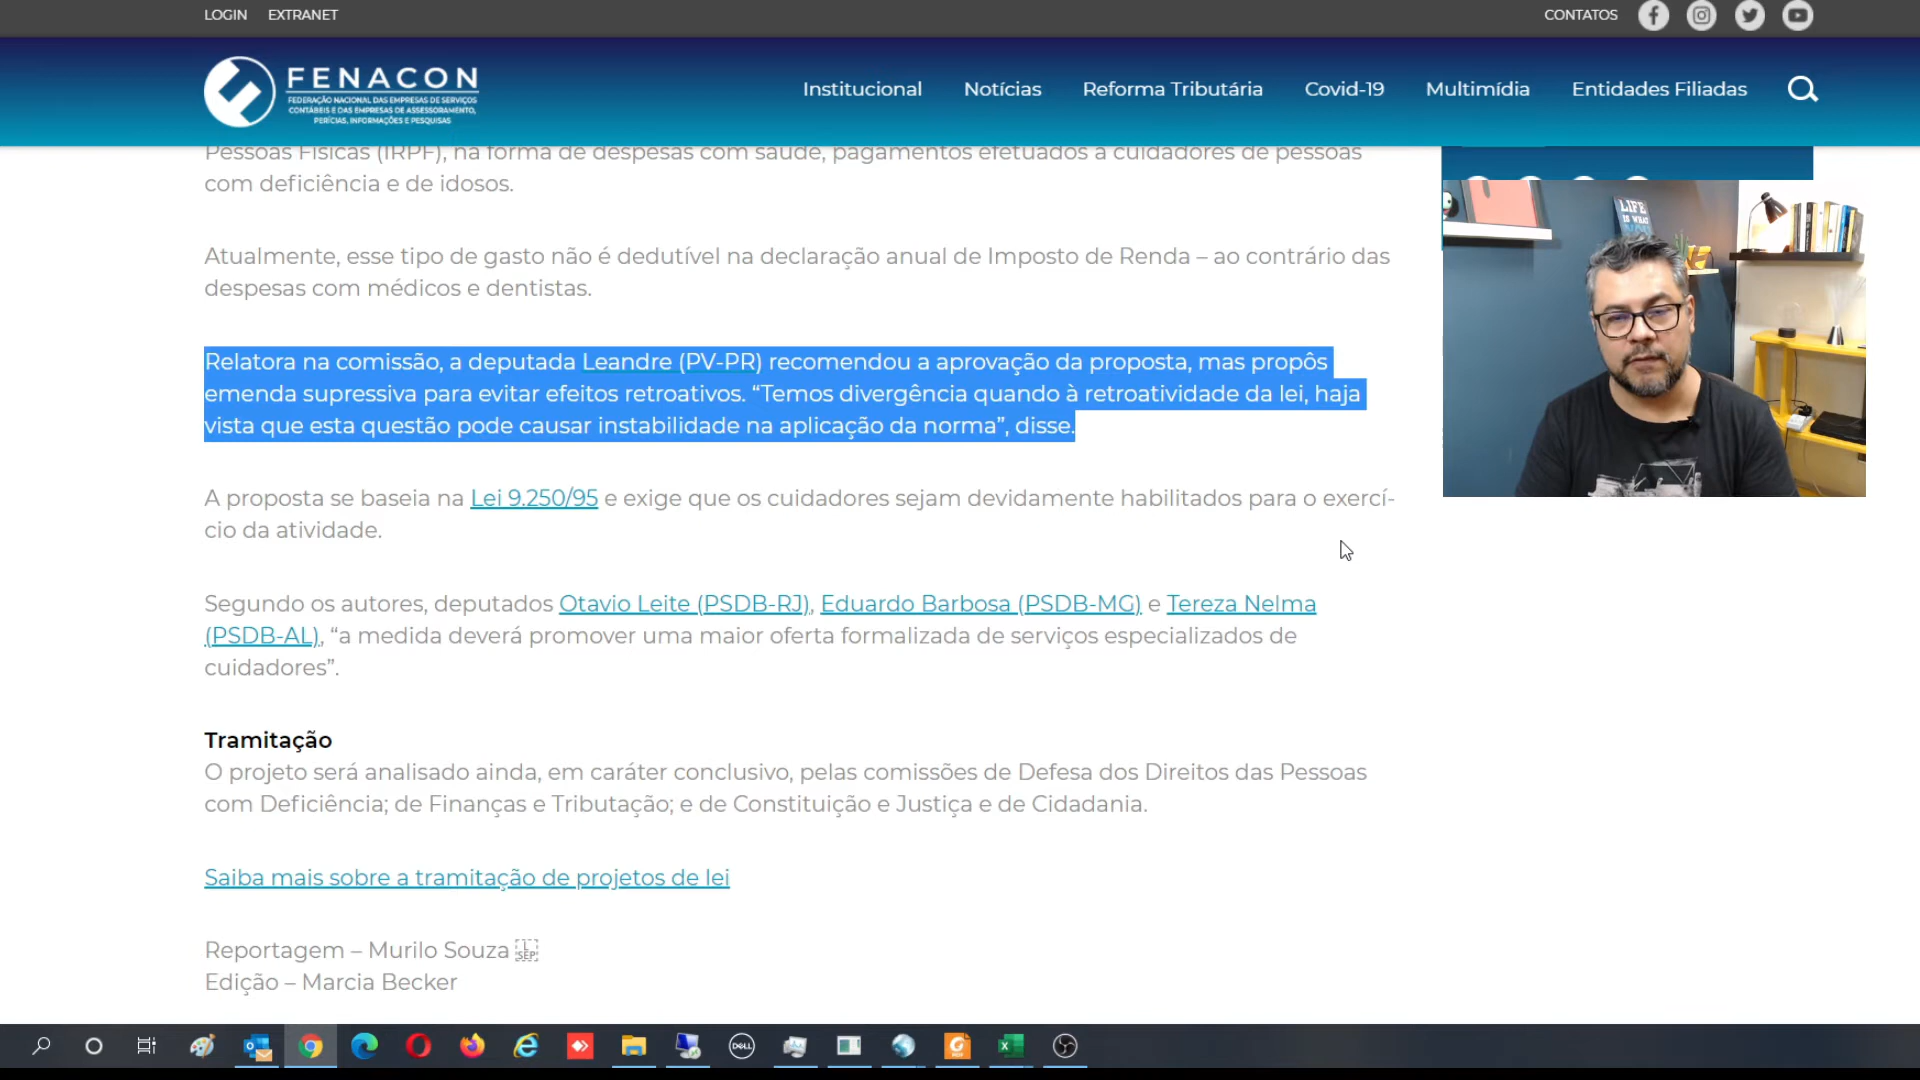 LOGIN EXTRANET CONTATOS
FENACON
FEDERAÇÃO NACIONAL DAS EMPRESAS DE SERVIÇOS
CONTÁBEIS E DAS EMPRESAS DE ASSESSORAMENTO,
PERÍCIAS, INFORMAÇÕES E PESQUISAS
Institucional Notícias Reforma Tributária Covid-19 Multimídia Entidades Filiadas
Pessoas Físicas (IRPF), na forma de despesas com saúde, pagamentos efetuados a cuidadores de pessoas
com deficiência e de idosos.
Atualmente, esse tipo de gasto não é dedutível na declaração anual de Imposto de Renda – ao contrário das
despesas com médicos e dentistas.
Relatora na comissão, a deputada Leandre (PV-PR) recomendou a aprovação da proposta, mas propôs
emenda supressiva para evitar efeitos retroativos. “Temos divergência quando à retroatividade da lei, haja
vista que esta questão pode causar instabilidade na aplicação da norma”, disse.
A proposta se baseia na Lei 9.250/95 e exige que os cuidadores sejam devidamente habilitados para o exercí-
cio da atividade.
Segundo os autores, deputados Otavio Leite (PSDB-RJ), Eduardo Barbosa (PSDB-MG) e Tereza Nelma
(PSDB-AL), “a medida deverá promover uma maior oferta formalizada de serviços especializados de
cuidadores”.
Tramitação
O projeto será analisado ainda, em caráter conclusivo, pelas comissões de Defesa dos Direitos das Pessoas
com Deficiência; de Finanças e Tributação; e de Constituição e Justiça e de Cidadania.
Saiba mais sobre a tramitação de projetos de lei
Reportagem – Murilo Souza L SEP
Edição – Marcia Becker
LIFE
IS WHAT
YOU
DELL